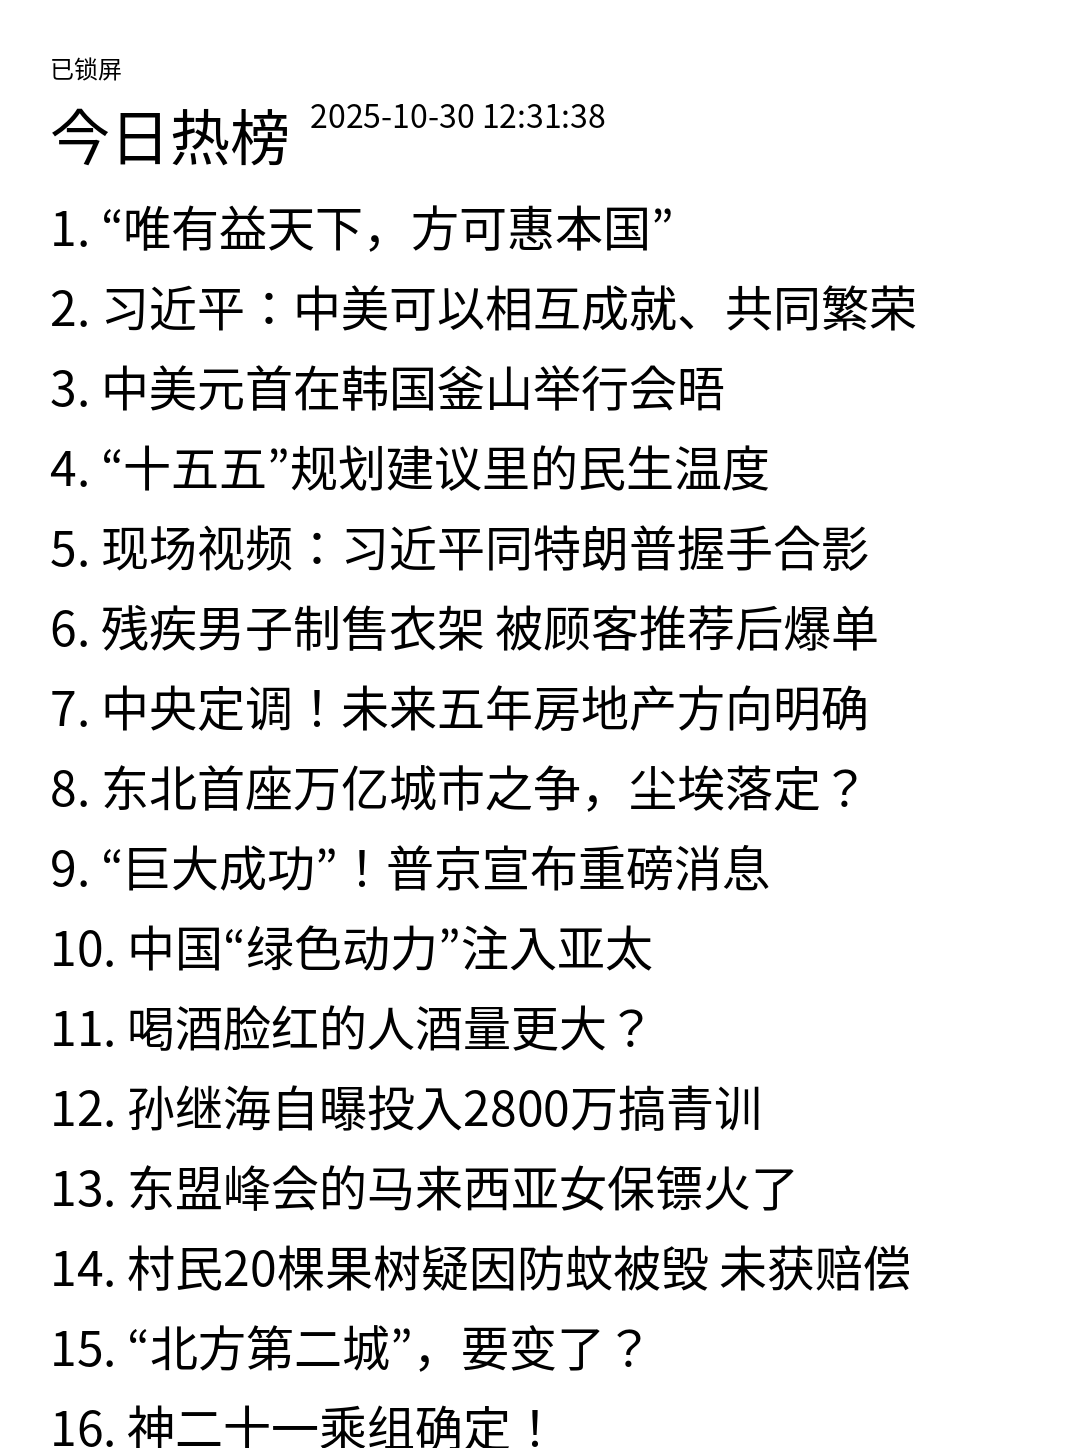 已锁屏
今日热榜 2025-10-30 12:31:38
1. “唯有益天下，方可惠本国”
2. 习近平：中美可以相互成就、共同繁荣
3. 中美元首在韩国釜山举行会晤
4. “十五五”规划建议里的民生温度
5. 现场视频：习近平同特朗普握手合影
6. 残疾男子制售衣架 被顾客推荐后爆单
7. 中央定调！未来五年房地产方向明确
8. 东北首座万亿城市之争，尘埃落定？
9. “巨大成功”！普京宣布重磅消息
10. 中国“绿色动力”注入亚太
11. 喝酒脸红的人酒量更大？
12. 孙继海自曝投入2800万搞青训
13. 东盟峰会的马来西亚女保镖火了
14. 村民20棵果树疑因防蚊被毁 未获赔偿
15. “北方第二城”，要变了？
16. 神二十一乘组确定！